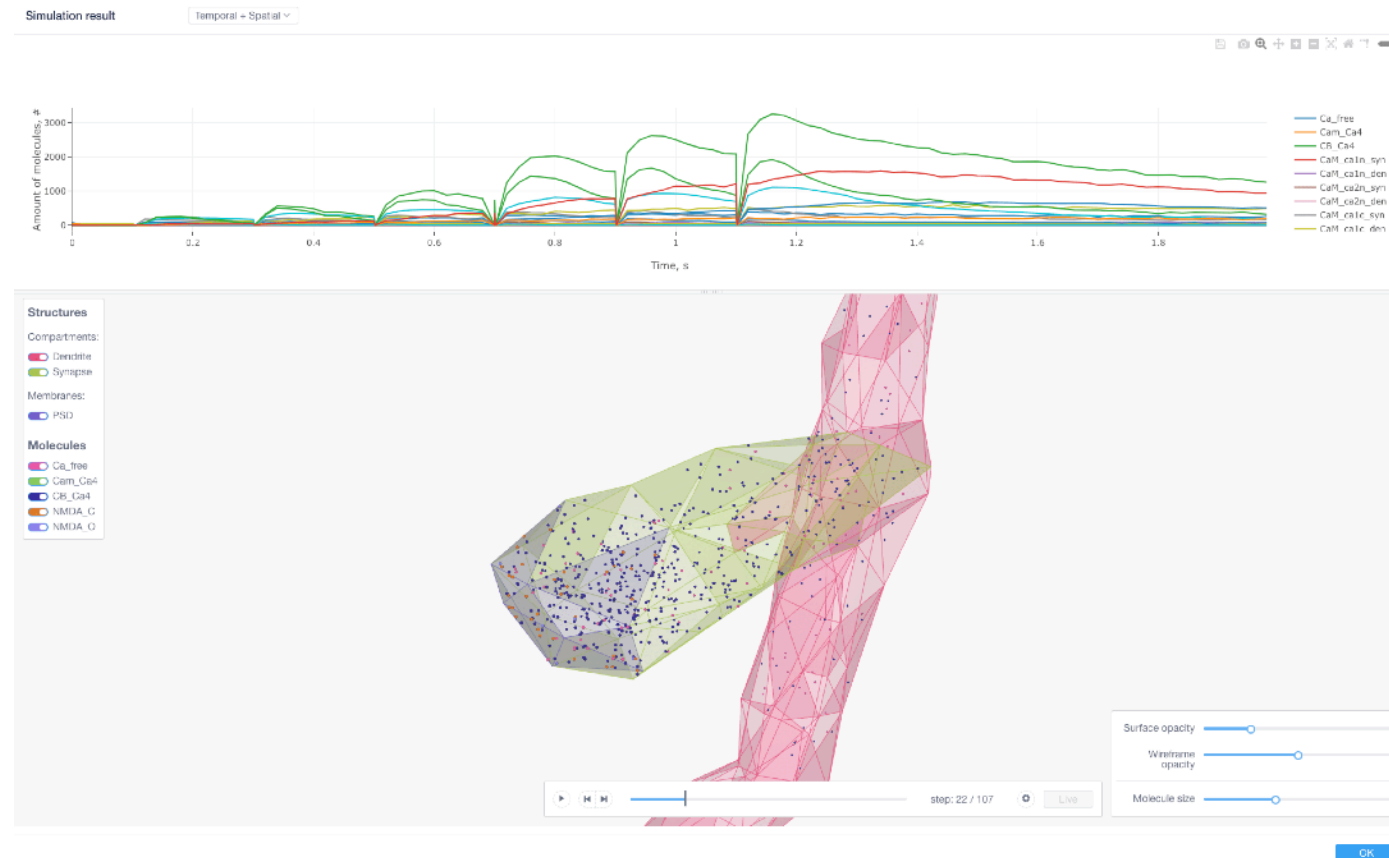 Simulation result
Temporal + Spatial
Amount of molecules, #
3000
2000
1000
0
0 0.2 0.4 0.6 0.8 1 1.2 1.4 1.6 1.8
Time, s
Ca_free
Cam_Ca4
CB_Ca4
CaM_ca1n_syn
CaM_ca1n_den
CaM_ca2n_syn
CaM_ca2n_den
CaM_ca1c_syn
CaM_ca1c_den
Structures
Compartments:
Dendrite
Synapse
Membranes:
PSD
Molecules
Ca_free
Cam_Ca4
CB_Ca4
NMDA_C
NMDA_O
Surface opacity
Wireframe
opacity
Molecule size
step: 22 / 107
Live
OK